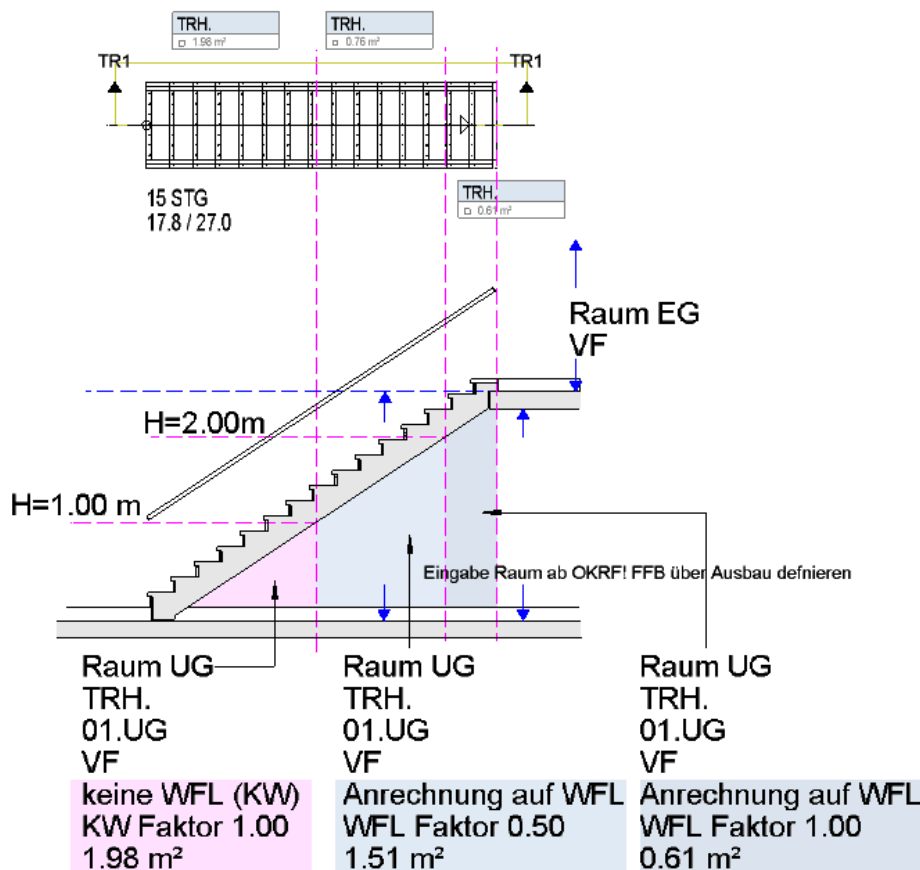 TRH.
1.98 m²
TRH.
0.76 m²
TR1
TR1
15 STG
17.8 / 27.0
TRH.
0.61 m²
Raum EG
VF
H=2.00m
H=1.00 m
Eingabe Raum ab OKRF! FFB über Ausbau defnieren
Raum UG
TRH.
01.UG
VF
keine WFL (KW)
KW Faktor 1.00
1.98 m²
Raum UG
TRH.
01.UG
VF
Anrechnung auf WFL
WFL Faktor 0.50
1.51 m²
Raum UG
TRH.
01.UG
VF
Anrechnung auf WFL
WFL Faktor 1.00
0.61 m²